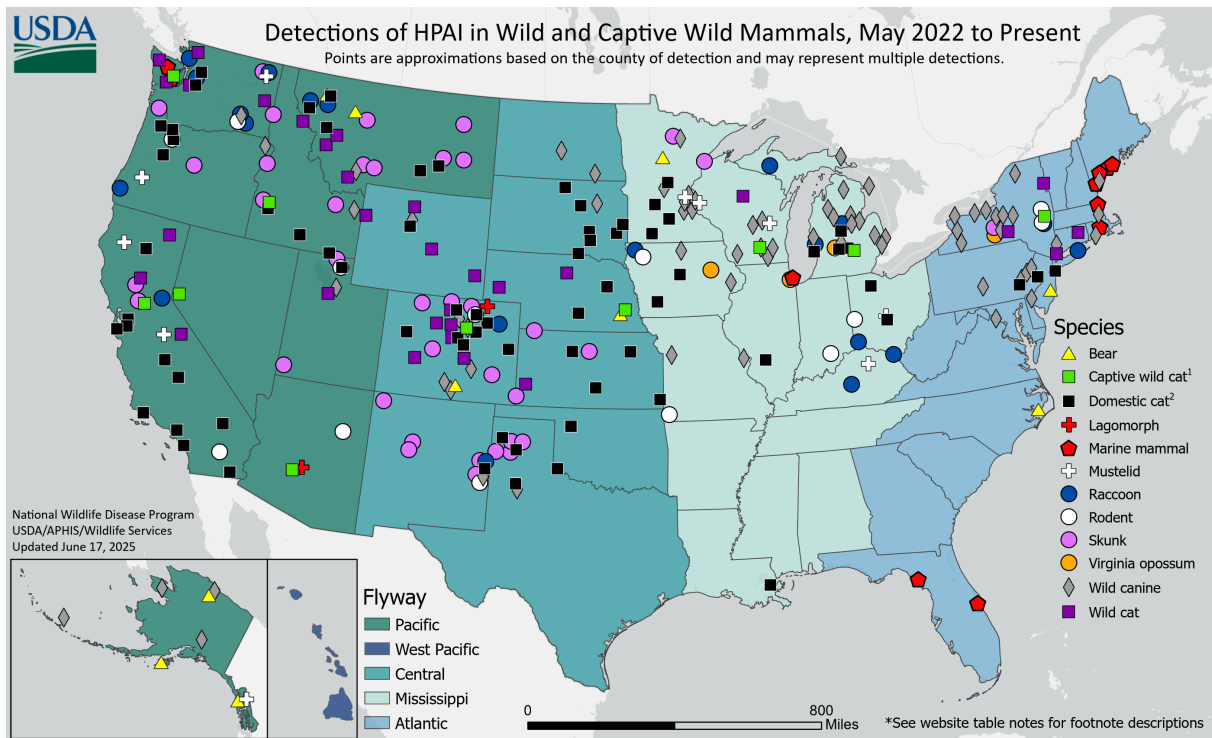 USDA
Detections of HPAI in Wild and Captive Wild Mammals, May 2022 to Present
Points are approximations based on the county of detection and may represent multiple detections.
Species
Bear
Captive wild cat1
Domestic cat2
Lagomorph
Marine mammal
Mustelid
Raccoon
Rodent
Skunk
Virginia opossum
Wild canine
Wild cat
National Wildlife Disease Program
USDA/APHIS/Wildlife Services
Updated June 17, 2025
Flyway
Pacific
West Pacific
Central
Mississippi
Atlantic
0 800
Miles
*See website table notes for footnote descriptions